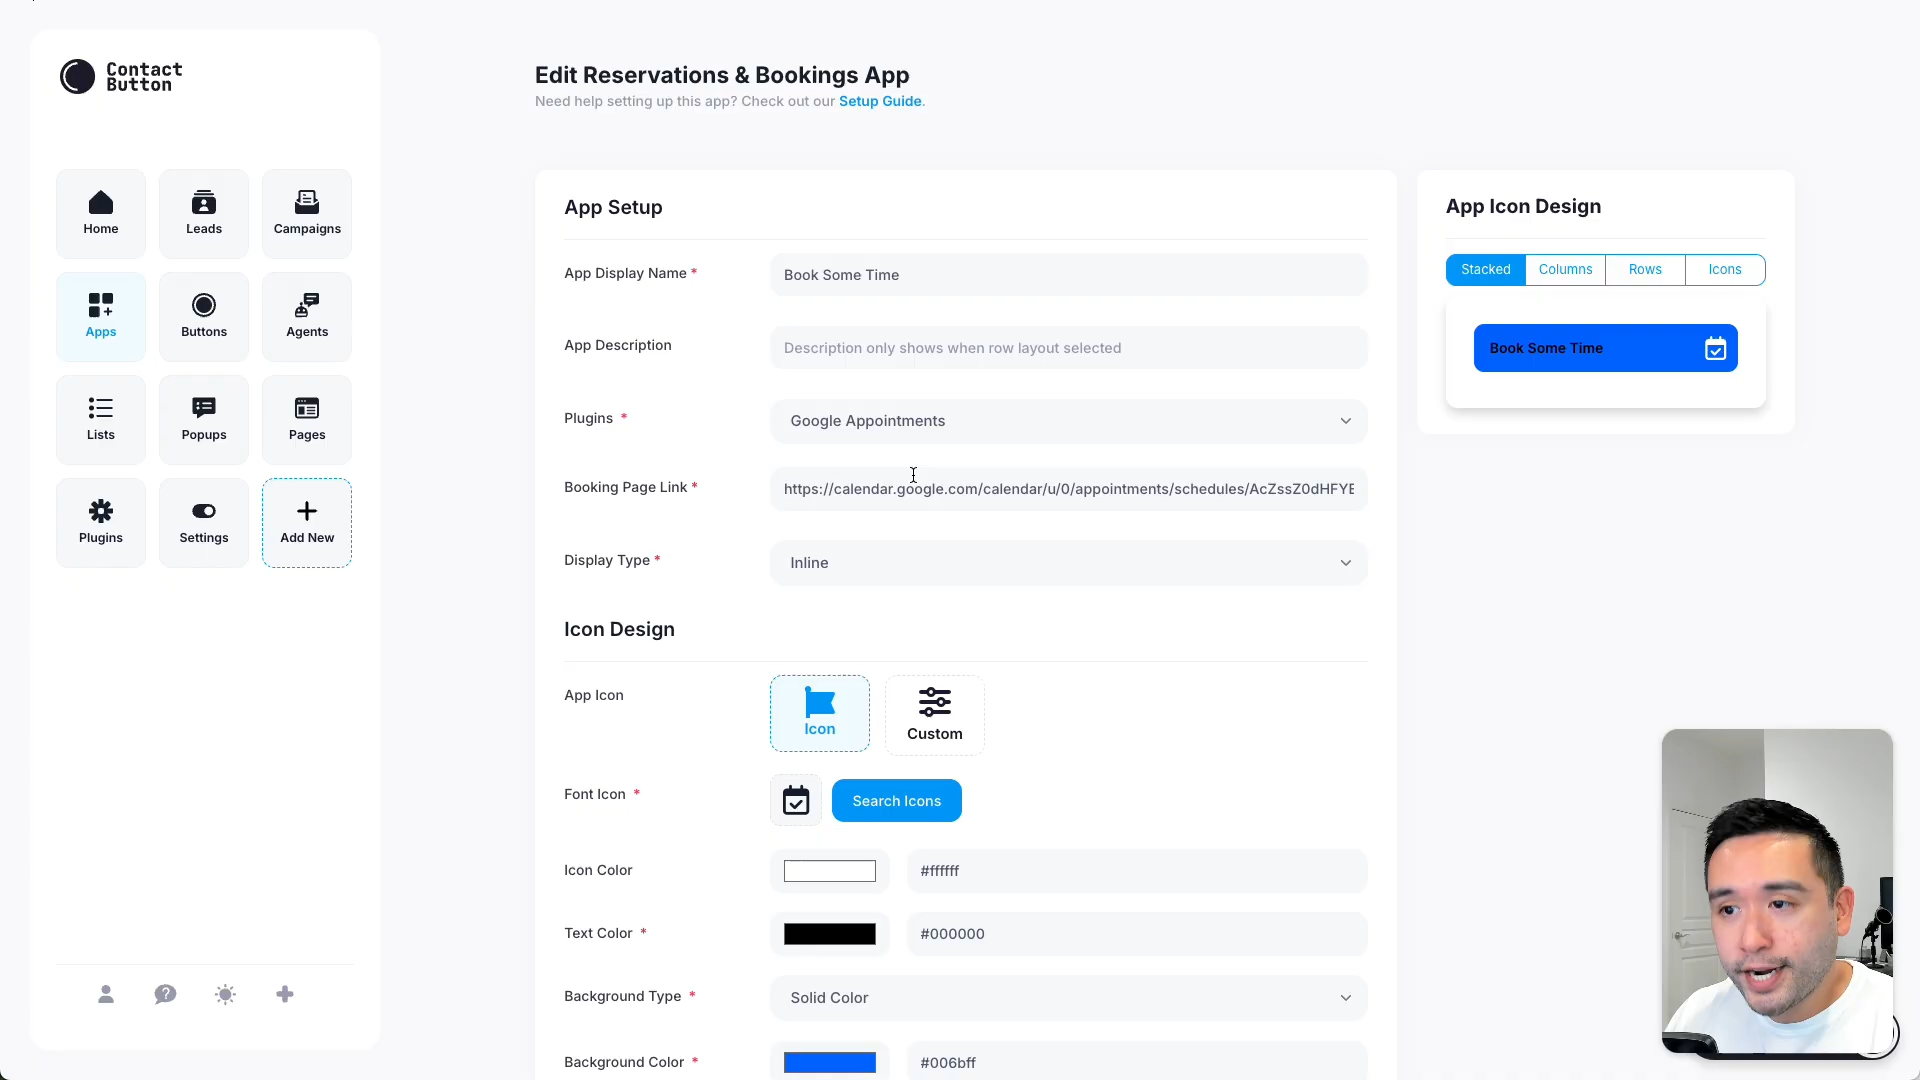 Contact
Button
Home
Leads
Campaigns
Apps
Buttons
Agents
Lists
Popups
Pages
Plugins
Settings
Add New
Edit Reservations & Bookings App
Need help setting up this app? Check out our Setup Guide.
App Setup
App Display Name *
Book Some Time
App Description
Description only shows when row layout selected
Plugins *
Google Appointments
Booking Page Link *
https://calendar.google.com/calendar/u/0/appointments/schedules/AcZssZ0dHFYE
Display Type *
Inline
Icon Design
App Icon
Icon
Custom
Font Icon *
Search Icons
Icon Color
#ffffff
Text Color *
#000000
Background Type *
Solid Color
Background Color *
#006bff
App Icon Design
Stacked
Columns
Rows
Icons
Book Some Time